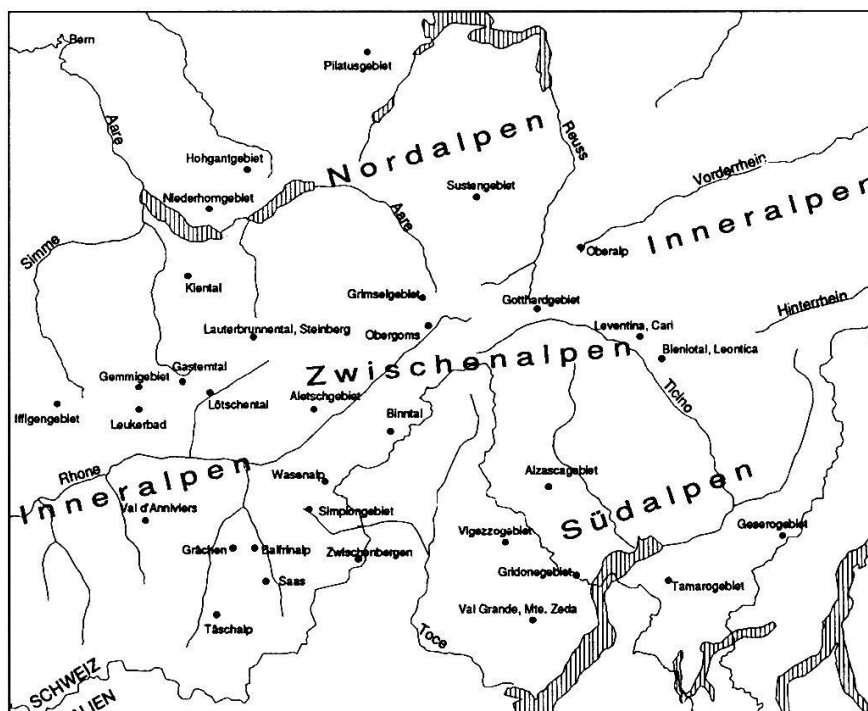 Bern
Pilatusgebiet
Aare
Reuss
Hohgantgebiet
Nordalpen
Vorderrhein
Niederhorngebiet
Sustengebiet
Aare
Inneralpen
Simme
Oberalp
Kiental
Grimselgebiet
Gotthardgebiet
Hinterrhein
Lauterbrunnental, Steinberg
Obergoms
Leventina, Cari
Zwischenalpen
Bleniotal, Leontica
Gemmigebiet
Gasterntal
Lötschental
Aletschgebiet
Ticino
Iffigengebiet
Leukerbad
Binntal
Rhone
Inneralpen
Wasenalp
Alzascagebiet
Südalpen
Val d'Anniviers
Simplongebiet
Vigezzogebiet
Geserogebiet
Grächen
Balfrinalp
Zwischenbergen
Saas
Gridonegebiet
Tamarogebiet
Täschalp
Val Grande, Mte. Zeda
Toce
SCHWEIZ
ALIEN